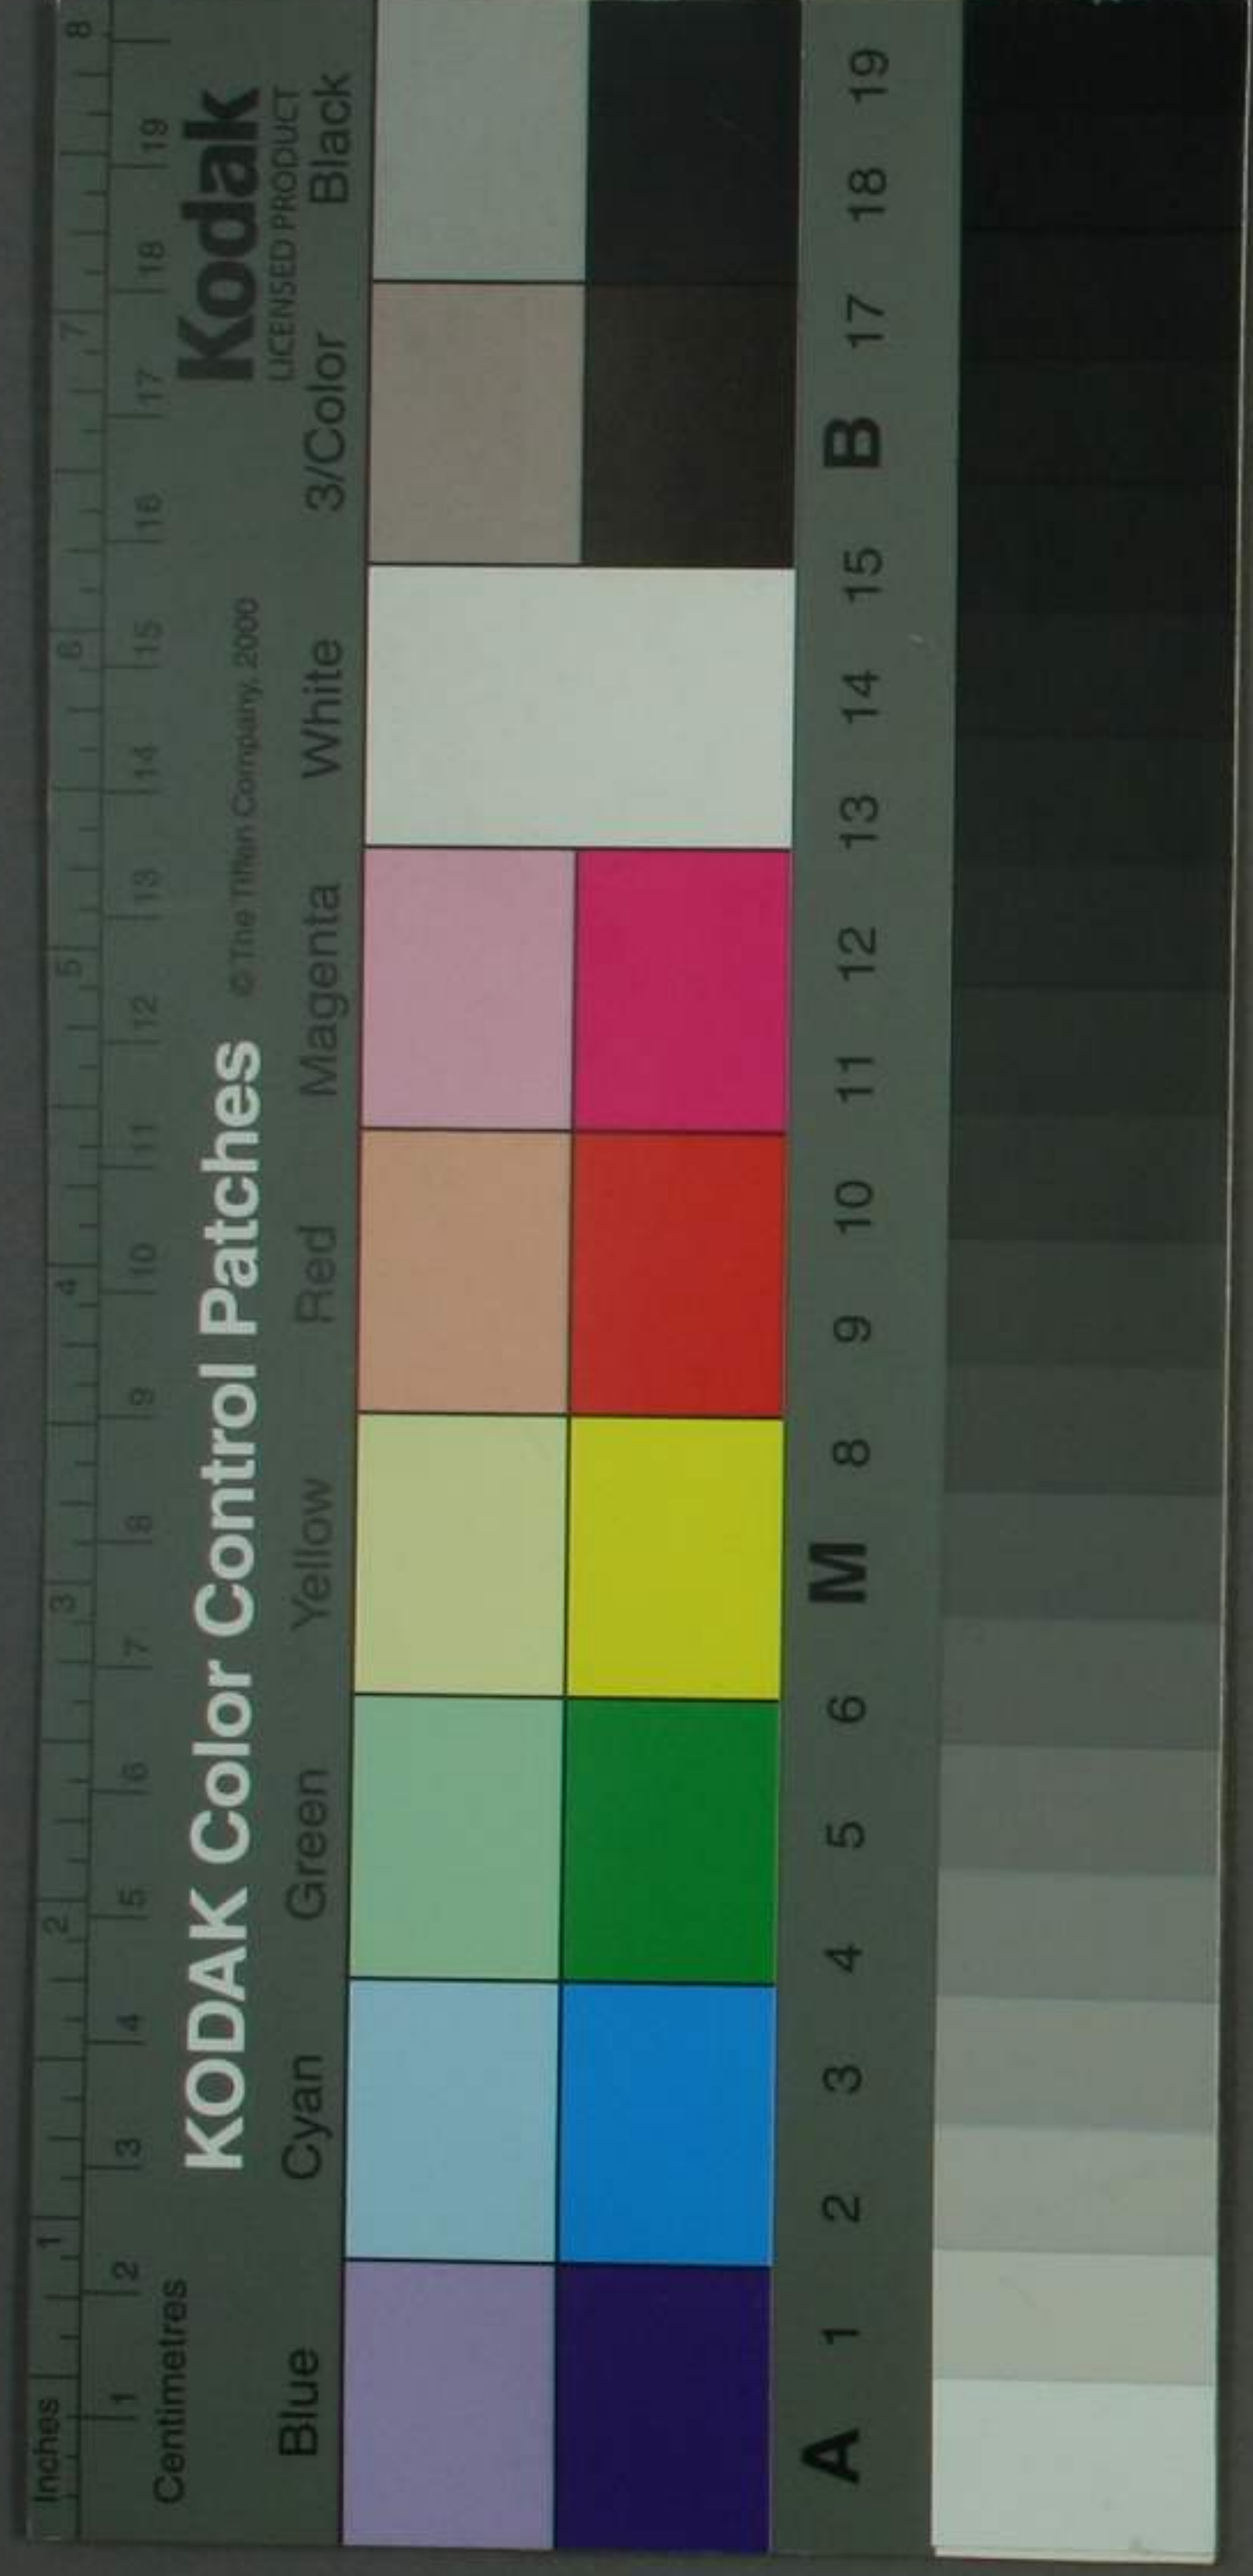 Inches 1 2 3 4 5 6 7 8
Centimetres 1 2 3 4 5 6 7 8 9 10 11 12 13 14 15 16 17 18 19
KODAK Color Control Patches © The Tiffen Company, 2000 Kodak
LICENSED PRODUCT
Blue Cyan Green Yellow Red Magenta White 3/Color Black
A 1 2 3 4 5 6 M 8 9 10 11 12 13 14 15 B 17 18 19